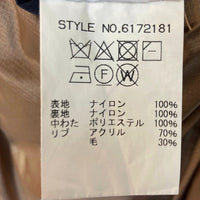 STYLE NO.6172181
表地 ナイロン 100%
裏地 ナイロン 100%
中わた ポリエステル 100%
リブ アクリル 70%
毛 30%